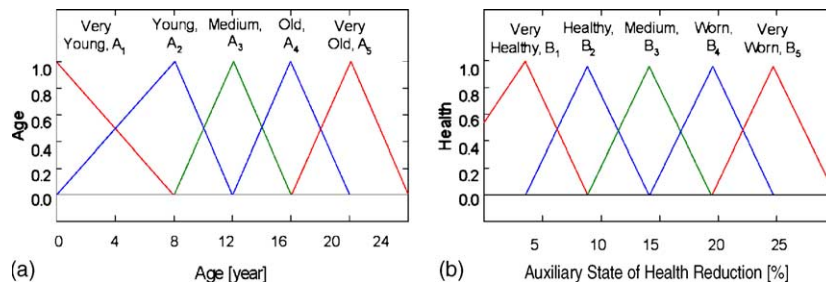 Very Young, Medium, Old, Very
Young, A1 A2 A3 A4 Old, A5
1.0
0.8
0.6
0.4
0.2
0.0
Age
0 4 8 12 16 20 24
(a) Age [year]
Very Healthy, Medium, Worn, Very
Healthy, B1 B2 B3 B4 Worn, B5
1.0
0.8
0.6
0.4
0.2
0.0
Health
5 10 15 20 25
(b) Auxiliary State of Health Reduction [%]